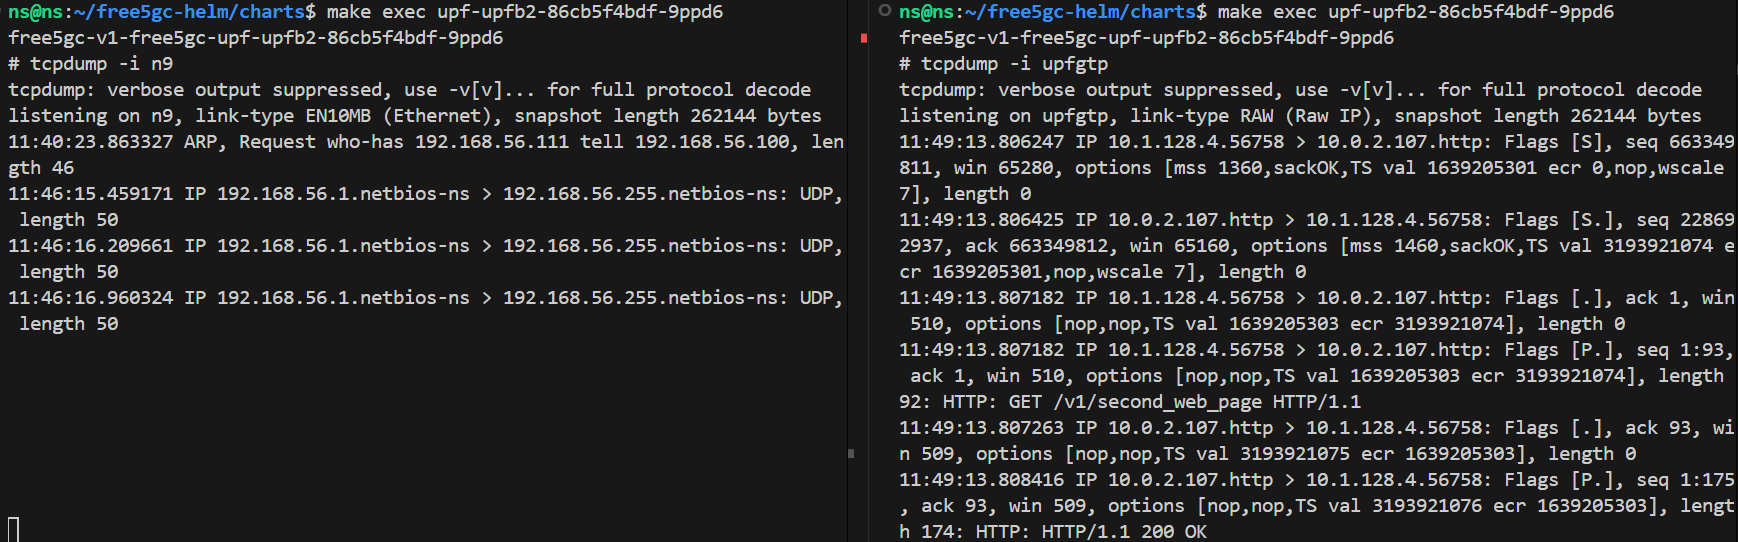 ns@ns:~/free5gc-helm/charts$ make exec upf-upfb2-86cb5f4bdf-9ppd6
free5gc-v1-free5gc-upf-upfb2-86cb5f4bdf-9ppd6
# tcpdump -i n9
tcpdump: verbose output suppressed, use -v[v]... for full protocol decode
listening on n9, link-type EN10MB (Ethernet), snapshot length 262144 bytes
11:40:23.863327 ARP, Request who-has 192.168.56.111 tell 192.168.56.100, len
gth 46
11:46:15.459171 IP 192.168.56.1.netbios-ns > 192.168.56.255.netbios-ns: UDP,
 length 50
11:46:16.209661 IP 192.168.56.1.netbios-ns > 192.168.56.255.netbios-ns: UDP,
 length 50
11:46:16.960324 IP 192.168.56.1.netbios-ns > 192.168.56.255.netbios-ns: UDP,
 length 50
ns@ns:~/free5gc-helm/charts$ make exec upf-upfb2-86cb5f4bdf-9ppd6
free5gc-v1-free5gc-upf-upfb2-86cb5f4bdf-9ppd6
# tcpdump -i upfgtp
tcpdump: verbose output suppressed, use -v[v]... for full protocol decode
listening on upfgtp, link-type RAW (Raw IP), snapshot length 262144 bytes
11:49:13.806247 IP 10.1.128.4.56758 > 10.0.2.107.http: Flags [S], seq 663349
811, win 65280, options [mss 1360,sackOK,TS val 1639205301 ecr 0,nop,wscale
7], length 0
11:49:13.806425 IP 10.0.2.107.http > 10.1.128.4.56758: Flags [S.], seq 22869
2937, ack 663349812, win 65160, options [mss 1460,sackOK,TS val 3193921074 e
cr 1639205301,nop,wscale 7], length 0
11:49:13.807182 IP 10.1.128.4.56758 > 10.0.2.107.http: Flags [.], ack 1, win
 510, options [nop,nop,TS val 1639205303 ecr 3193921074], length 0
11:49:13.807182 IP 10.1.128.4.56758 > 10.0.2.107.http: Flags [P.], seq 1:93,
 ack 1, win 510, options [nop,nop,TS val 1639205303 ecr 3193921074], length
92: HTTP: GET /v1/second_web_page HTTP/1.1
11:49:13.807263 IP 10.0.2.107.http > 10.1.128.4.56758: Flags [.], ack 93, wi
n 509, options [nop,nop,TS val 3193921075 ecr 1639205303], length 0
11:49:13.808416 IP 10.0.2.107.http > 10.1.128.4.56758: Flags [P.], seq 1:175
, ack 93, win 509, options [nop,nop,TS val 3193921076 ecr 1639205303], lengt
h 174: HTTP: HTTP/1.1 200 OK